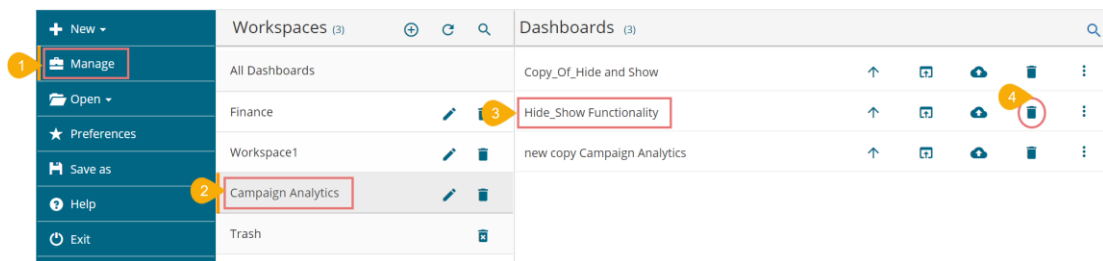 New
Manage
Open
Preferences
Save as
Help
Exit
Workspaces (3)
All Dashboards
Finance
Workspace1
Campaign Analytics
Trash
Dashboards (3)
Copy_Of_Hide and Show
Hide_Show Functionality
new copy Campaign Analytics
1
2
3
4